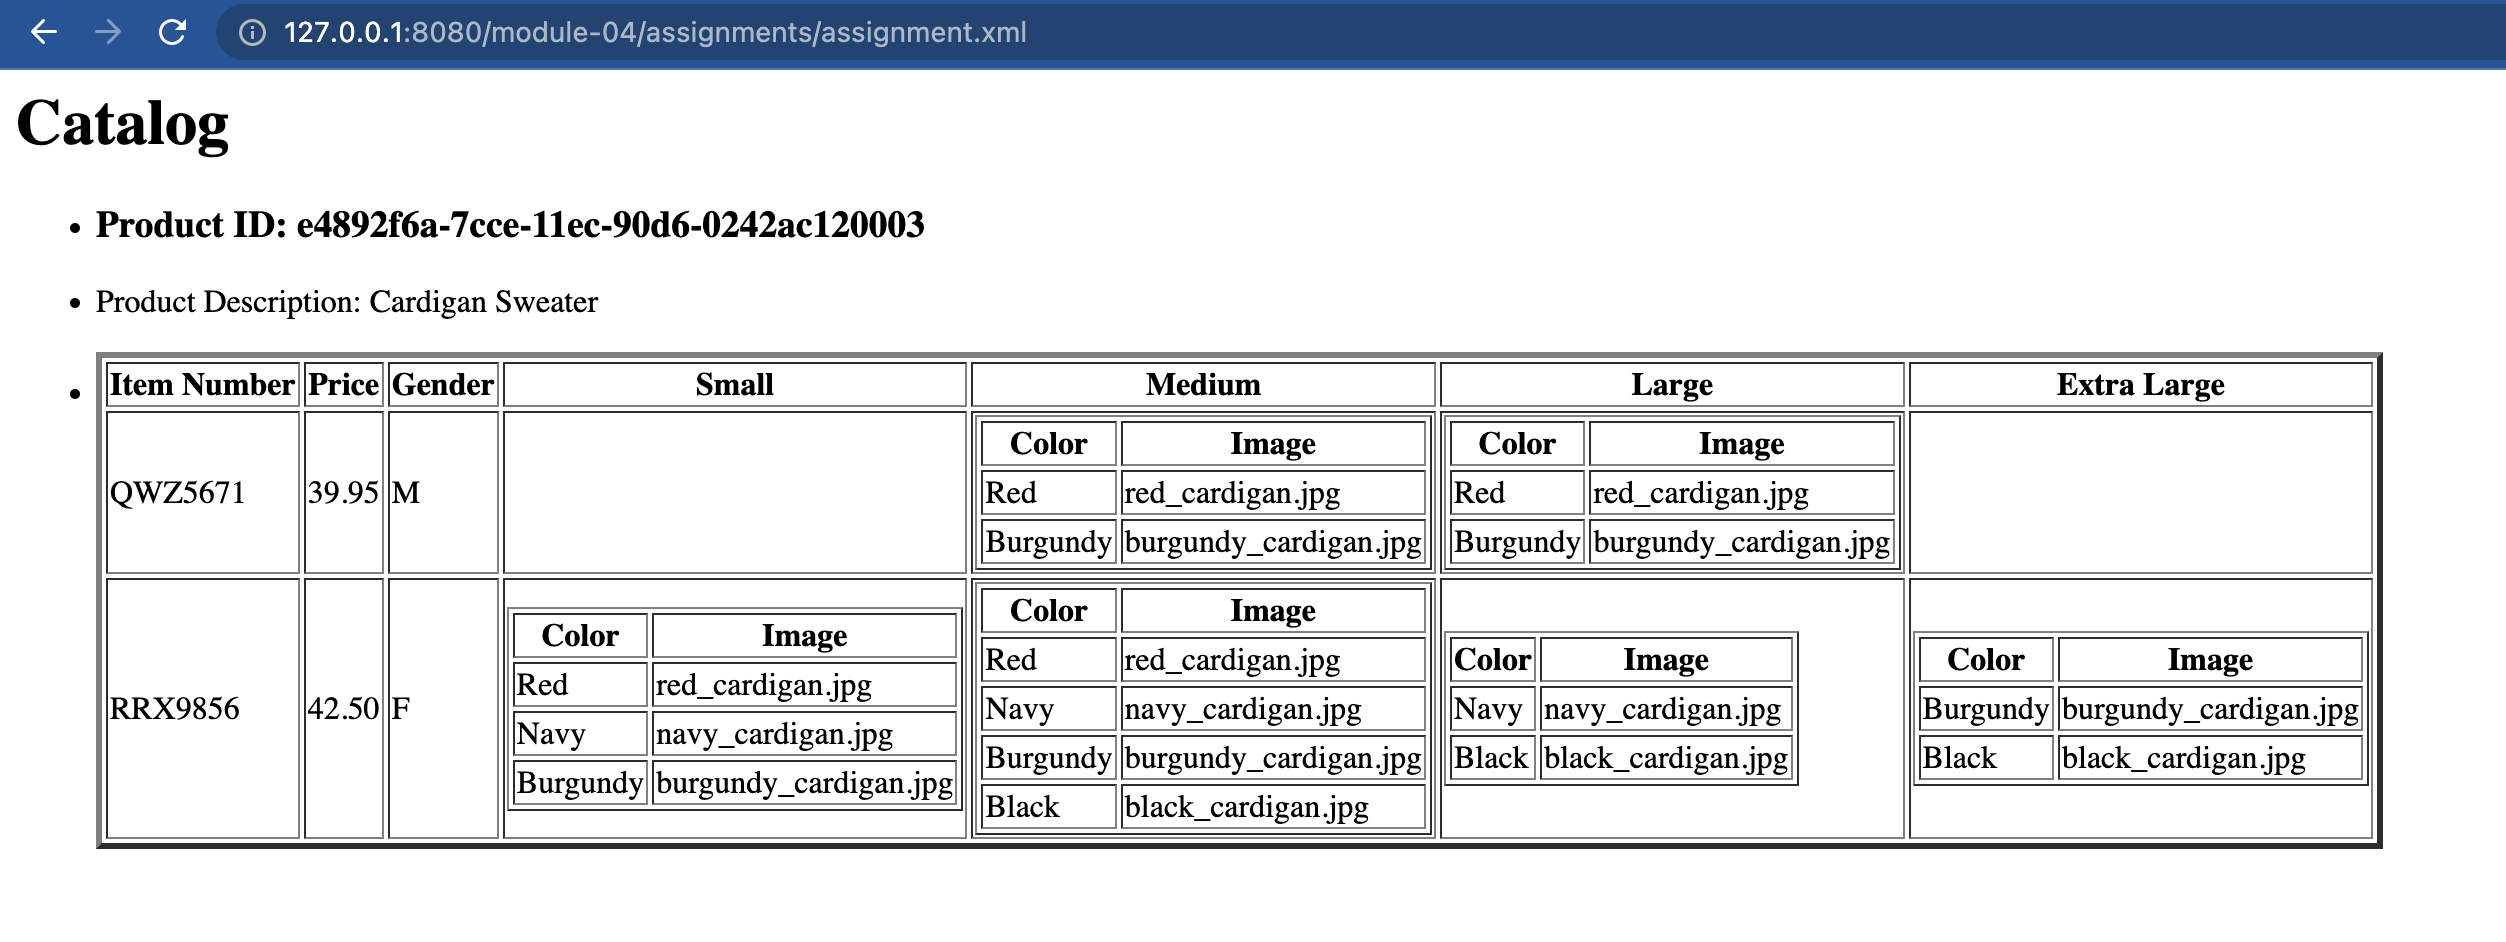 127.0.0.1:8080/module-04/assignments/assignment.xml
Catalog
Product ID: e4892f6a-7cce-11ec-90d6-0242ac120003
Product Description: Cardigan Sweater
Item Number Price Gender Small Medium Large Extra Large
QWZ5671 39.95 M
Color Image
Red red_cardigan.jpg
Burgundy burgundy_cardigan.jpg
Color Image
Red red_cardigan.jpg
Burgundy burgundy_cardigan.jpg
RRX9856 42.50 F
Color Image
Red red_cardigan.jpg
Navy navy_cardigan.jpg
Burgundy burgundy_cardigan.jpg
Color Image
Red red_cardigan.jpg
Navy navy_cardigan.jpg
Burgundy burgundy_cardigan.jpg
Black black_cardigan.jpg
Color Image
Navy navy_cardigan.jpg
Black black_cardigan.jpg
Color Image
Burgundy burgundy_cardigan.jpg
Black black_cardigan.jpg